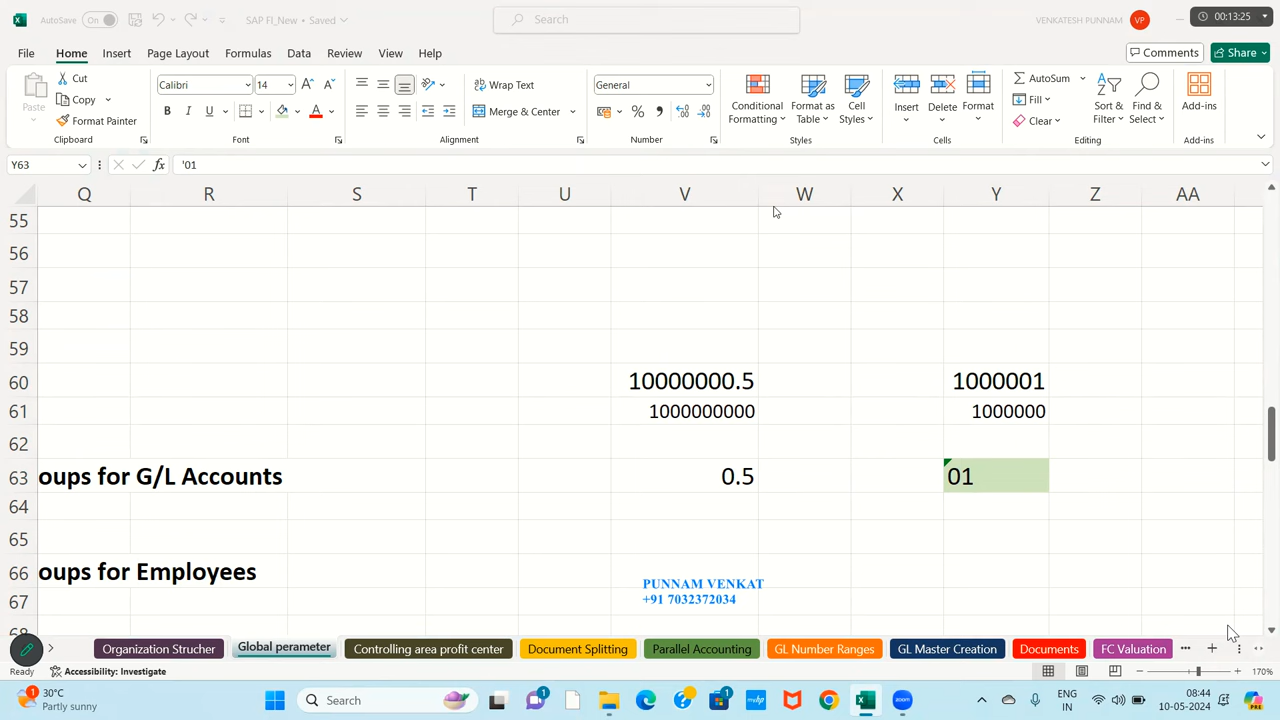 AutoSave On SAP FI_New • Saved Search VENKATESH PUNNAM VP 00:13:25
File Home Insert Page Layout Formulas Data Review View Help Comments Share
Paste Cut Copy Format Painter Clipboard
Calibri 14 B I U Font
Wrap Text Merge & Center Alignment
General % Number
Conditional Formatting Format as Table Cell Styles Styles
Insert Delete Format Cells
AutoSum Fill Clear Sort & Filter Find & Select Editing
Add-ins Add-ins
Y63 fx '01
Q R S T U V W X Y Z AA
55
56
57
58
59
60 10000000.5 1000001
61 1000000000 1000000
62
63 oups for G/L Accounts 0.5 01
64
65
66 oups for Employees
PUNNAM VENKAT
67 +91 7032372034
68
Organization Strucher Global perameter Controlling area profit center Document Splitting Parallel Accounting GL Number Ranges GL Master Creation Documents FC Valuation
Ready Accessibility: Investigate 170%
1 30°C Search 1 1 ENG 08:44
Partly sunny IN 10-05-2024